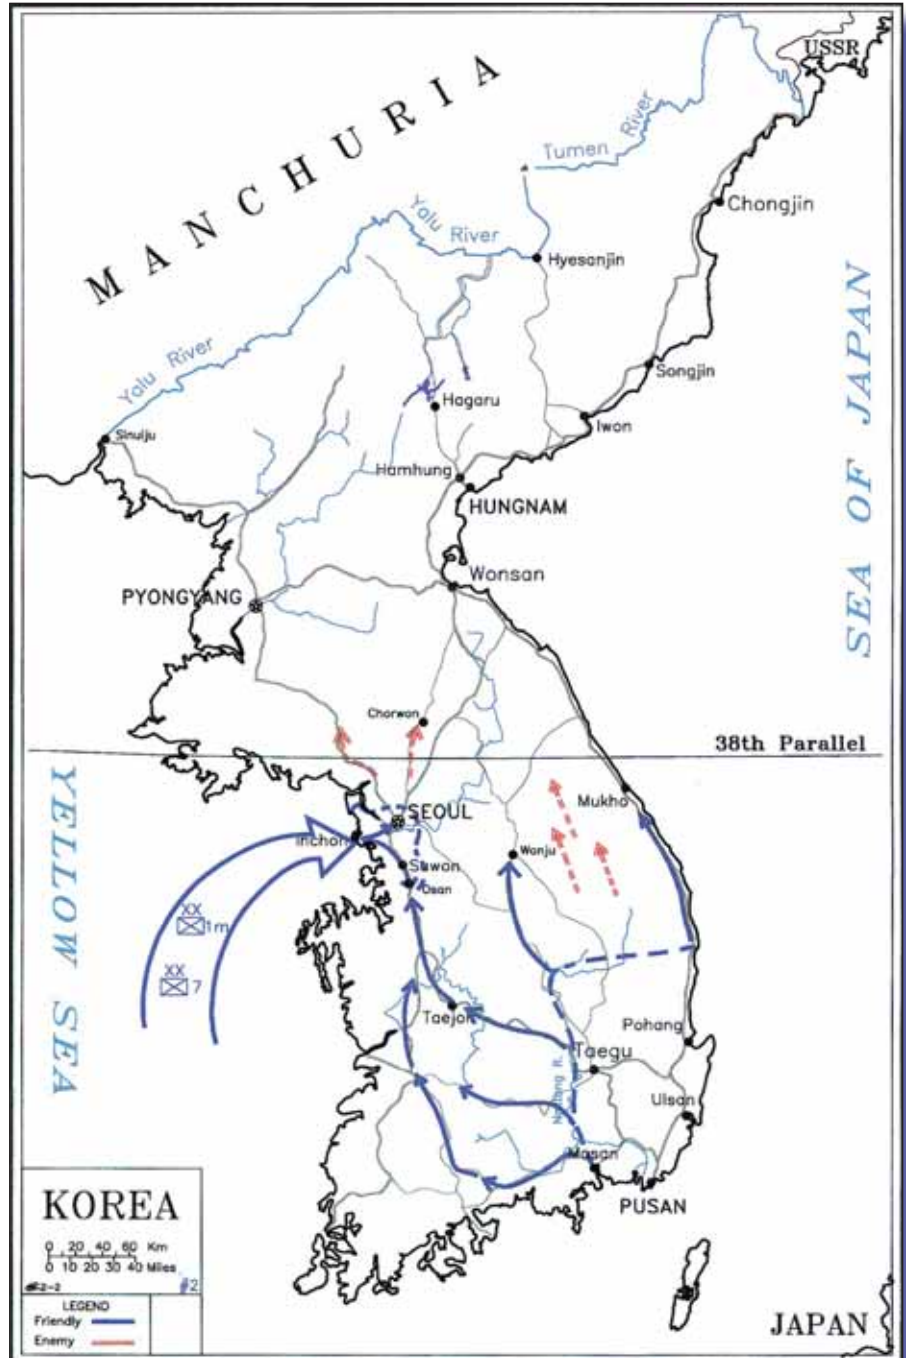 USSR
MANCHURIA
Tumen River
Chongjin
Yalu River
Hyesanjin
SEA OF JAPAN
Yalu River
Songjin
Hagaru
Iwon
Sinuiju
Hamhung
HUNGNAM
Wonsan
PYONGYANG
Chorwon
38th Parallel
YELLOW SEA
Mukho
SEOUL
Inchon
Wonju
Suwon
Osan
XX
1m
XX
7
Taejon
Pohang
Taegu
Ulsan
Masan
PUSAN
KOREA
0 20 40 60 Km
0 10 20 30 40 Miles
#2
LEGEND
Friendly
Enemy
JAPAN